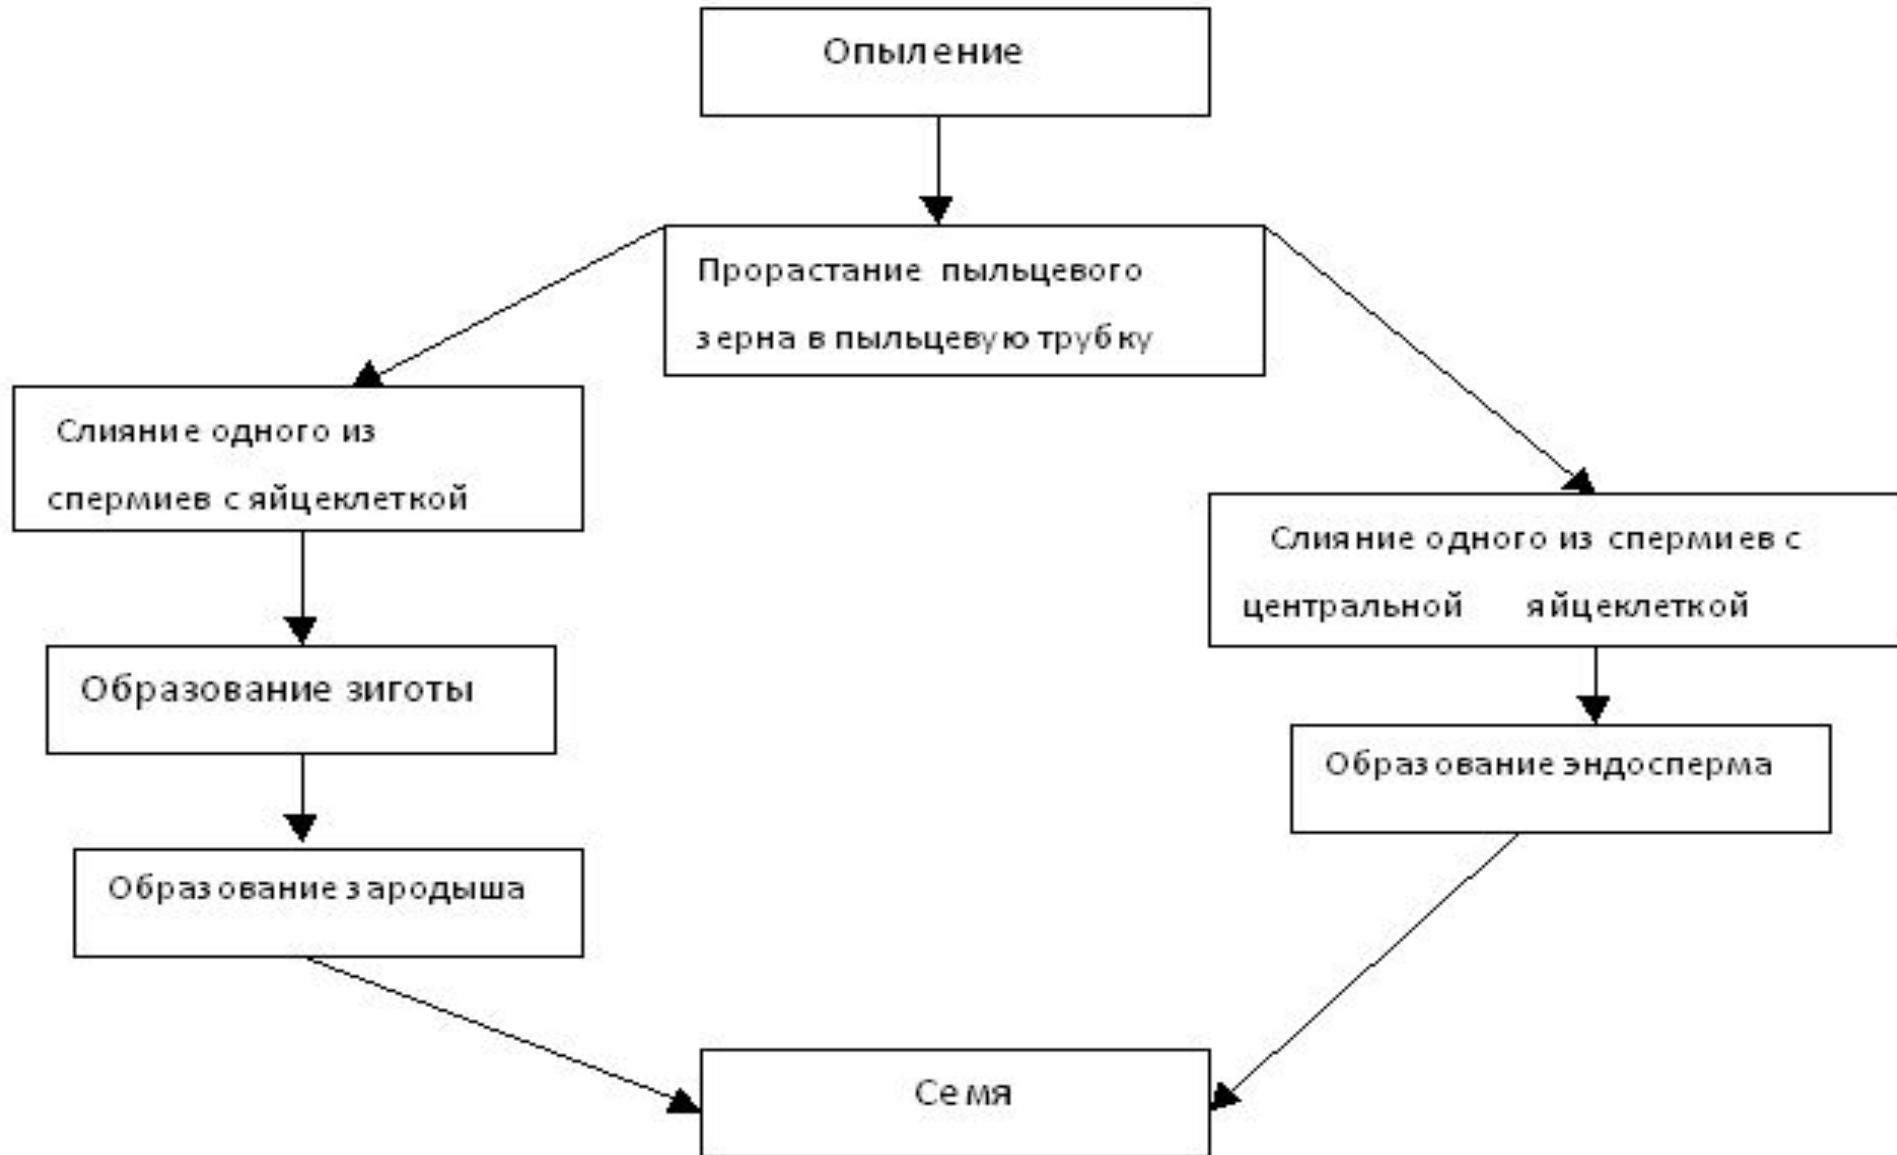 Опыление
Прорастание пыльцевого
зерна в пыльцевую трубку
Слияние одного из
спермиев с яйцеклеткой
Слияние одного из спермиев с
центральной яйцеклеткой
Образование зиготы
Образование эндосперма
Образование зародыша
Семя